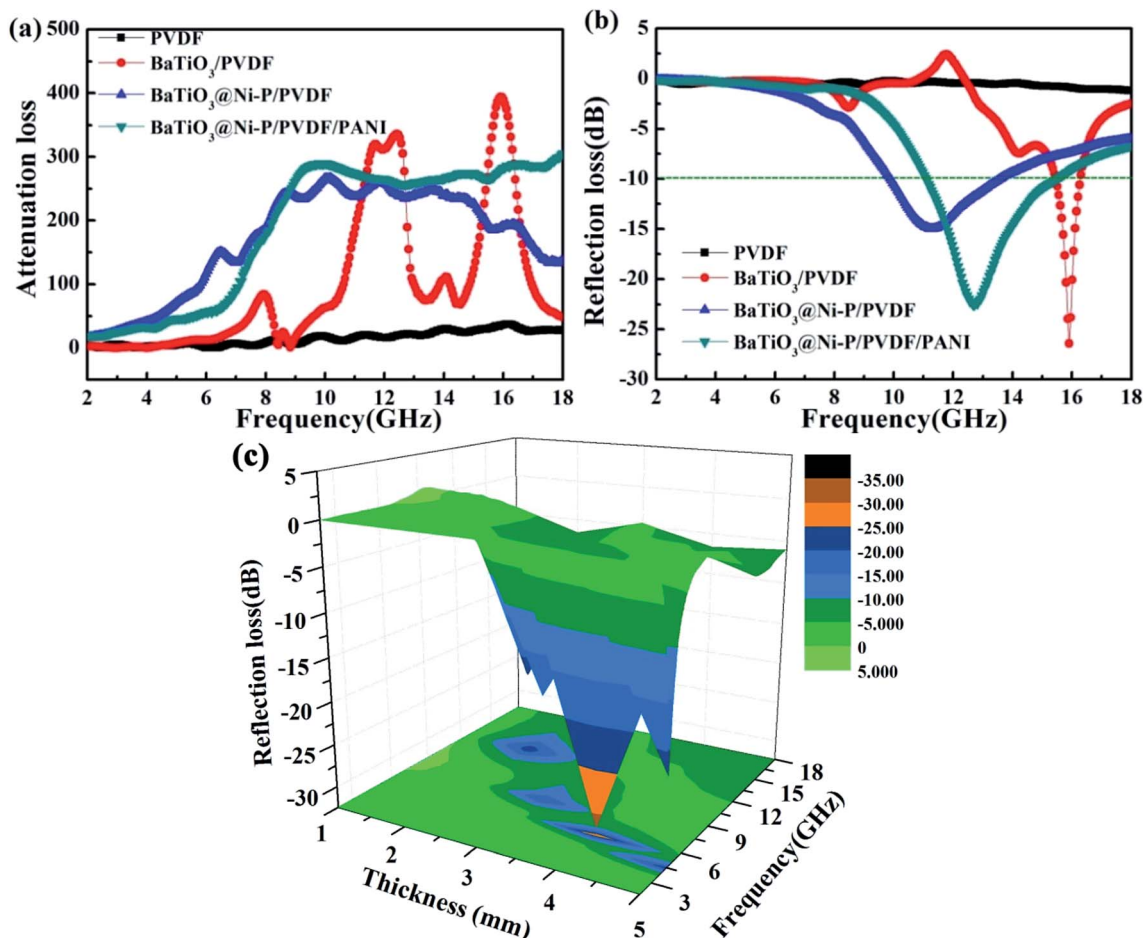 (a)
500
400
300
200
100
0
Attenuation loss
PVDF
BaTiO3/PVDF
BaTiO3@Ni-P/PVDF
BaTiO3@Ni-P/PVDF/PANI
2 4 6 8 10 12 14 16 18
Frequency(GHz)
(b)
5
0
-5
-10
-15
-20
-25
-30
Reflection loss(dB)
PVDF
BaTiO3/PVDF
BaTiO3@Ni-P/PVDF
BaTiO3@Ni-P/PVDF/PANI
2 4 6 8 10 12 14 16 18
Frequency(GHz)
(c)
5
0
-5
-10
-15
-20
-25
-30
Reflection loss(dB)
1 2 3 4 5
Thickness (mm)
3 6 9 12 15 18
Frequency(GHz)
-35.00
-30.00
-25.00
-20.00
-15.00
-10.00
-5.000
0
5.000